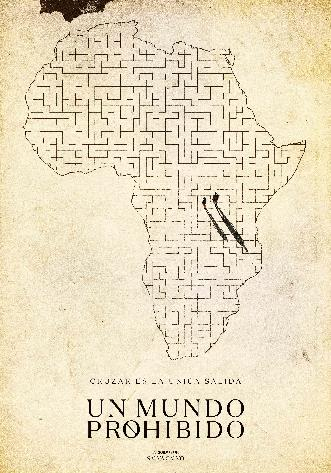 CRUZAR ES LA ÚNICA SALIDA
UN MUNDO
PROHIBIDO